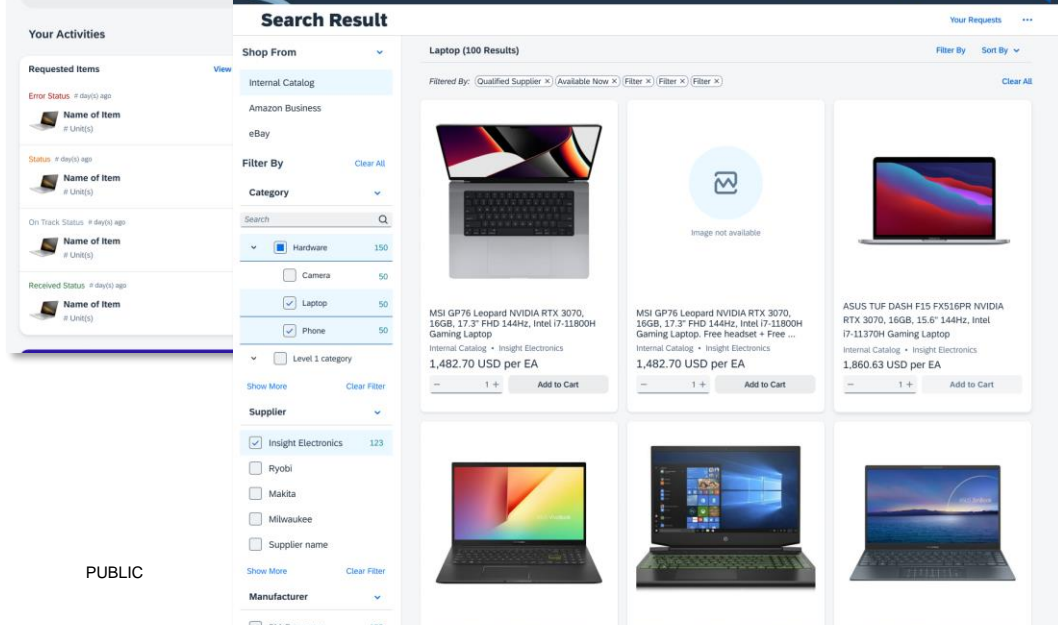 Search Result
Your Requests
Your Activities
Requested Items
View
Error Status # day(s) ago
Name of Item
# Unit(s)
Status # day(s) ago
Name of Item
# Unit(s)
On Track Status # day(s) ago
Name of Item
# Unit(s)
Received Status # day(s) ago
Name of Item
# Unit(s)
PUBLIC
Shop From
Internal Catalog
Amazon Business
eBay
Filter By Clear All
Category
Search
Hardware 150
Camera 50
Laptop 50
Phone 50
Level 1 category
Show More Clear Filter
Supplier
Insight Electronics 123
Ryobi
Makita
Milwaukee
Supplier name
Show More Clear Filter
Manufacturer
Laptop (100 Results)
Filter By Sort By
Filtered By: Qualified Supplier × Available Now × Filter × Filter × Filter ×
Clear All
MSI GP76 Leopard NVIDIA RTX 3070,
16GB, 17.3" FHD 144Hz, Intel i7-11800H
Gaming Laptop
Internal Catalog • Insight Electronics
1,482.70 USD per EA
− 1 + Add to Cart
Image not available
MSI GP76 Leopard NVIDIA RTX 3070,
16GB, 17.3" FHD 144Hz, Intel i7-11800H
Gaming Laptop. Free headset + Free ...
Internal Catalog • Insight Electronics
1,482.70 USD per EA
− 1 + Add to Cart
ASUS TUF DASH F15 FX516PR NVIDIA
RTX 3070, 16GB, 15.6" 144Hz, Intel
i7-11370H Gaming Laptop
Internal Catalog • Insight Electronics
1,860.63 USD per EA
− 1 + Add to Cart